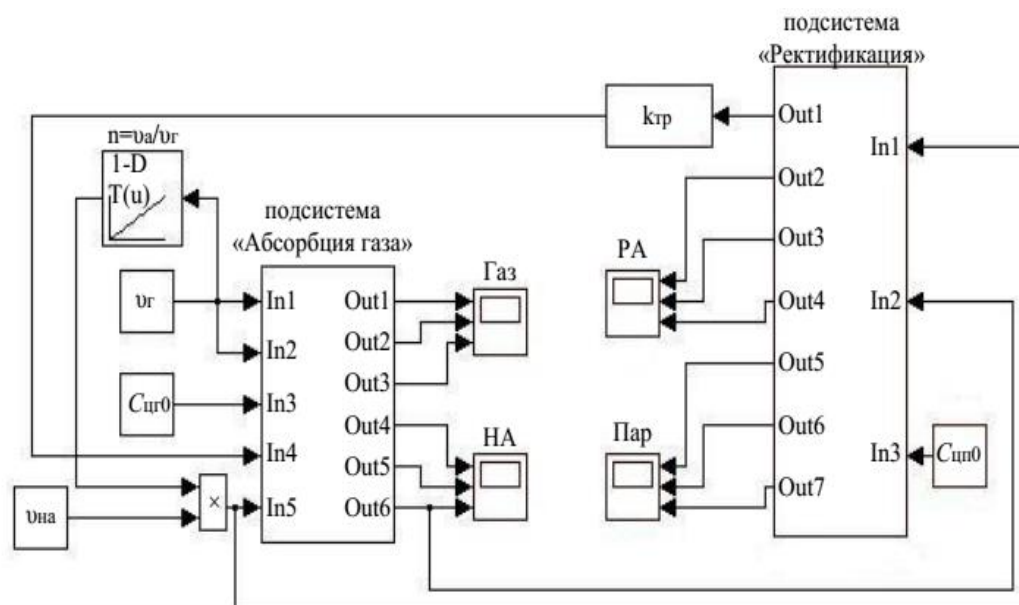 подсистема
«Ректификация»
kтр
Out1
In1
Out2
Out3
Out4
In2
Out5
Out6
In3
Out7
Cцп0
n=υа/υг
1-D
T(u)
подсистема
«Абсорбция газа»
υг
Cцг0
υна
×
In1
In2
In3
In4
In5
Out1
Out2
Out3
Out4
Out5
Out6
Газ
НА
РА
Пар